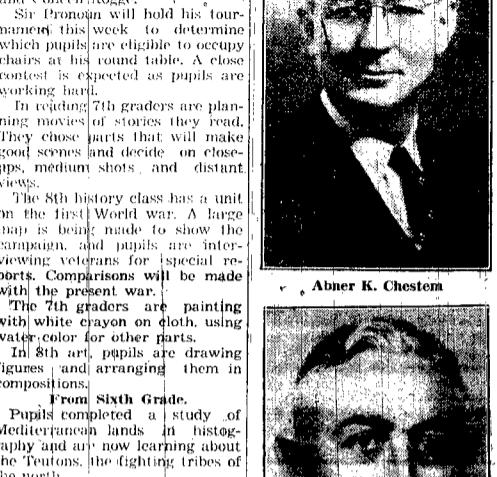 Sir Pronoun will hold his tour-
nament this week to determine
which pupils are eligible to occupy
chairs at his round table. A close
contest is expected as pupils are
working hard.
In reading 7th graders are plan-
ning movies of stories they read.
They chose parts that will make
good scenes and decide on close-
ups, medium shots and distant
views.
The 8th history class has a unit
on the first World war. A large
map is being made to show the
campaign, and pupils are inter-
viewing veterans for special re-
ports. Comparisons will be made
with the present war.
The 7th graders are painting
with white crayon on cloth, using
water color for other parts.
In 8th art, pupils are drawing
figures and arranging them in
compositions.
From Sixth Grade.
Pupils completed a study of
Mediterranean lands in histog-
raphy and are now learning about
the Teutons, the fighting tribes of
the north
Abner K. Chestem